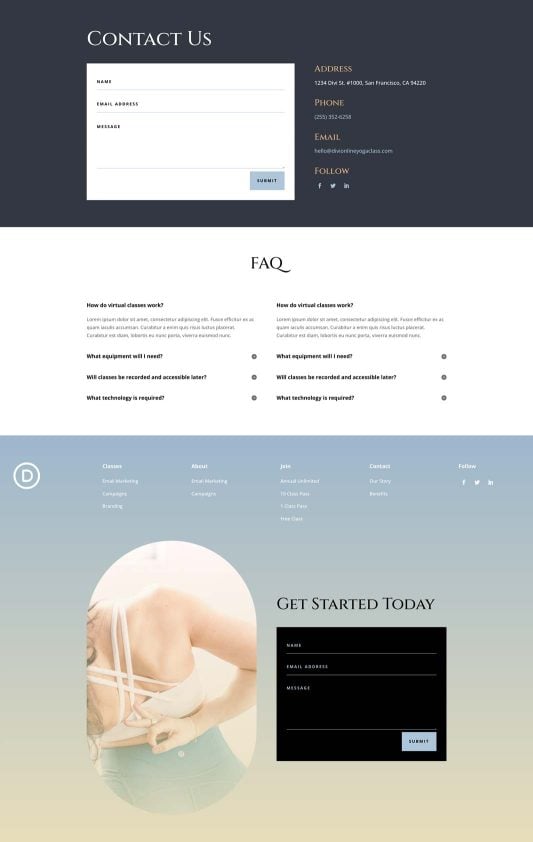 Contact Us
NAME
EMAIL ADDRESS
MESSAGE
SUBMIT
Address
1234 Divi St. #1000, San Francisco, CA 94220
Phone
(255) 352-6258
Email
hello@divionlineyogaclass.com
Follow
FAQ
How do virtual classes work?
Lorem ipsum dolor sit amet, consectetur adipiscing elit. Fusce efficitur ex as
quam iaculis accumsan. Curabitur a enim quis risus luctus placerat.
Curabitur est diam, lobortis eu nunc porta, viverra euismod nunc.
What equipment will I need?
Will classes be recorded and accessible later?
What technology is required?
How do virtual classes work?
Lorem ipsum dolor sit amet, consectetur adipiscing elit. Fusce efficitur ex as
quam iaculis accumsan. Curabitur a enim quis risus luctus placerat.
Curabitur est diam, lobortis eu nunc porta, viverra euismod nunc.
What equipment will I need?
Will classes be recorded and accessible later?
What technology is required?
D
Classes
Email Marketing
Campaigns
Branding
About
Email Marketing
Campaigns
Join
Annual Unlimited
10 Class Pass
1 Class Pass
Free Class
Contact
Our Story
Benefits
Follow
Get Started Today
NAME
EMAIL ADDRESS
MESSAGE
SUBMIT